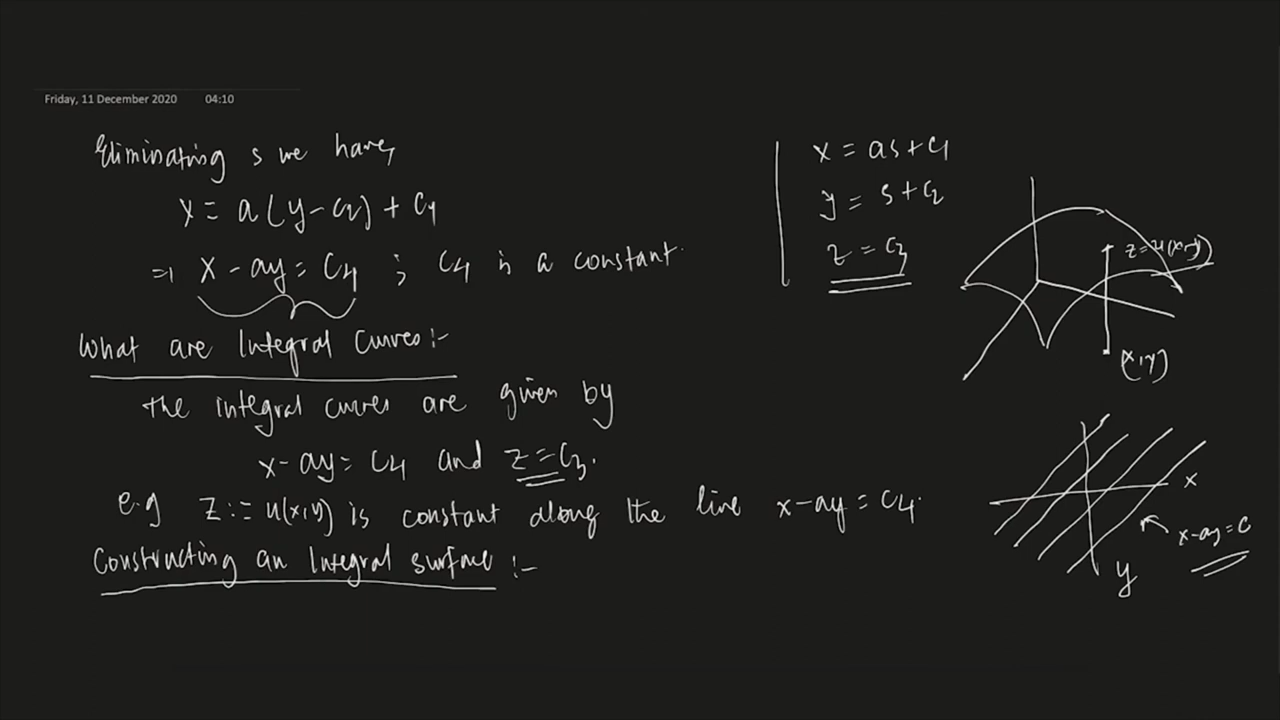 Friday, 11 December 2020 04:10
Eliminating s we have,
x = a(y-c2) + c1
=> x - ay = c4 ; c4 is a constant.
What are Integral Curves:-
the integral curves are given by
x-ay = c4 and z=c3.
e.g z:=u(x,y) is constant along the line x-ay=c4.
Constructing an Integral surface :-
x = as+c1
y = s+c2
z = c3
z=u(x,y)
(x,y)
x
x-ay=c
y